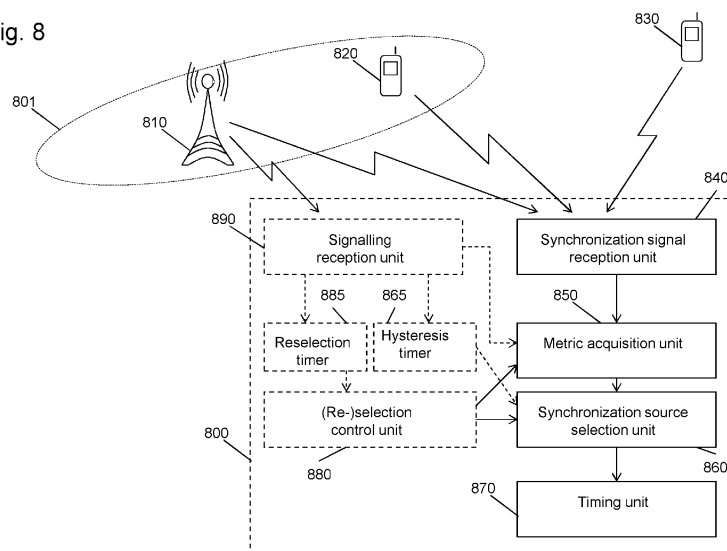 ig. 8
830
820
801
810
840
890
Signalling
reception unit
Synchronization signal
reception unit
885
865
850
Reselection
timer
Hysteresis
timer
Metric acquisition unit
(Re-)selection
control unit
Synchronization source
selection unit
800
880
860
870
Timing unit